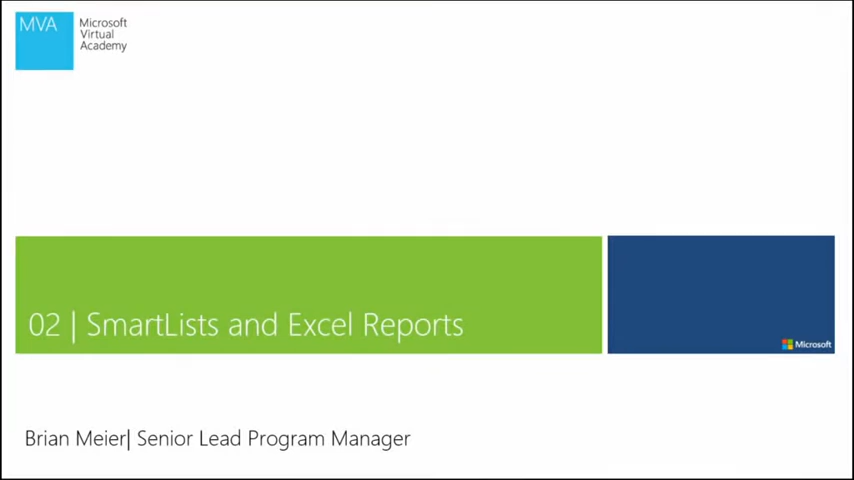 MVA
Microsoft
Virtual
Academy
02 | SmartLists and Excel Reports
Microsoft
Brian Meier| Senior Lead Program Manager